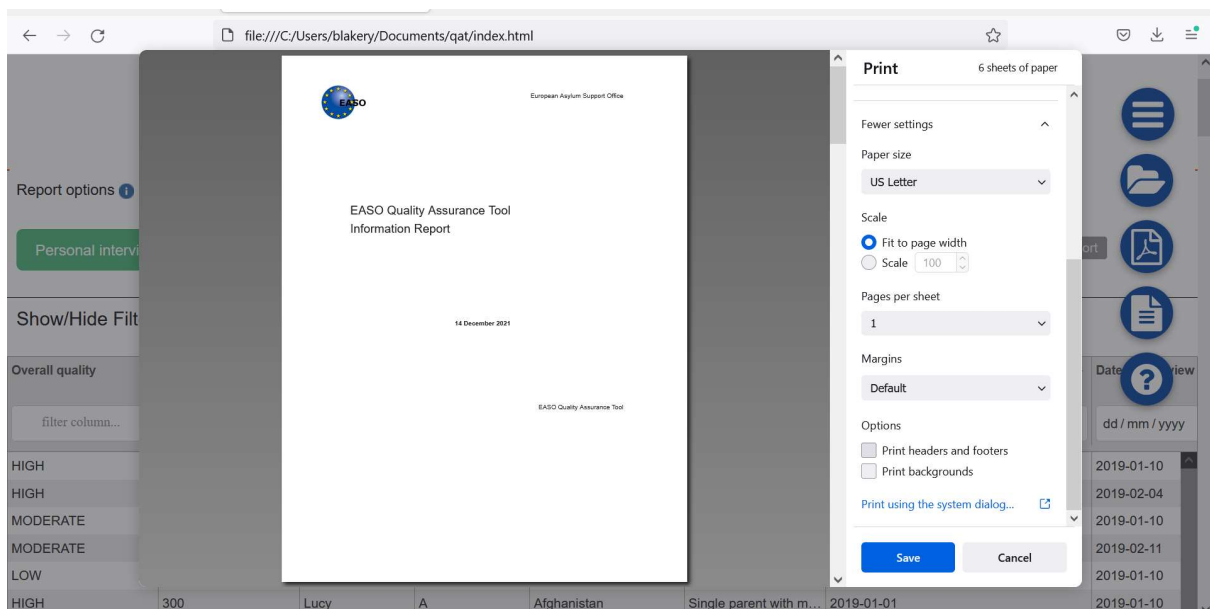 file:///C:/Users/blakery/Documents/qat/index.html
Print
6 sheets of paper
EASO
European Asylum Support Office
EASO Quality Assurance Tool
Information Report
14 December 2021
EASO Quality Assurance Tool
Fewer settings
Paper size
US Letter
Scale
Fit to page width
Scale 100
Pages per sheet
1
Margins
Default
Options
Print headers and footers
Print backgrounds
Print using the system dialog...
Save
Cancel
Report options
Personal intervi
ort
Show/Hide Filt
Overall quality
Date
iew
filter column...
dd / mm / yyyy
HIGH 2019-01-10
HIGH 2019-02-04
MODERATE 2019-01-10
MODERATE 2019-02-11
LOW 2019-01-10
HIGH 300 Lucy A Afghanistan Single parent with m... 2019-01-01 2019-01-10